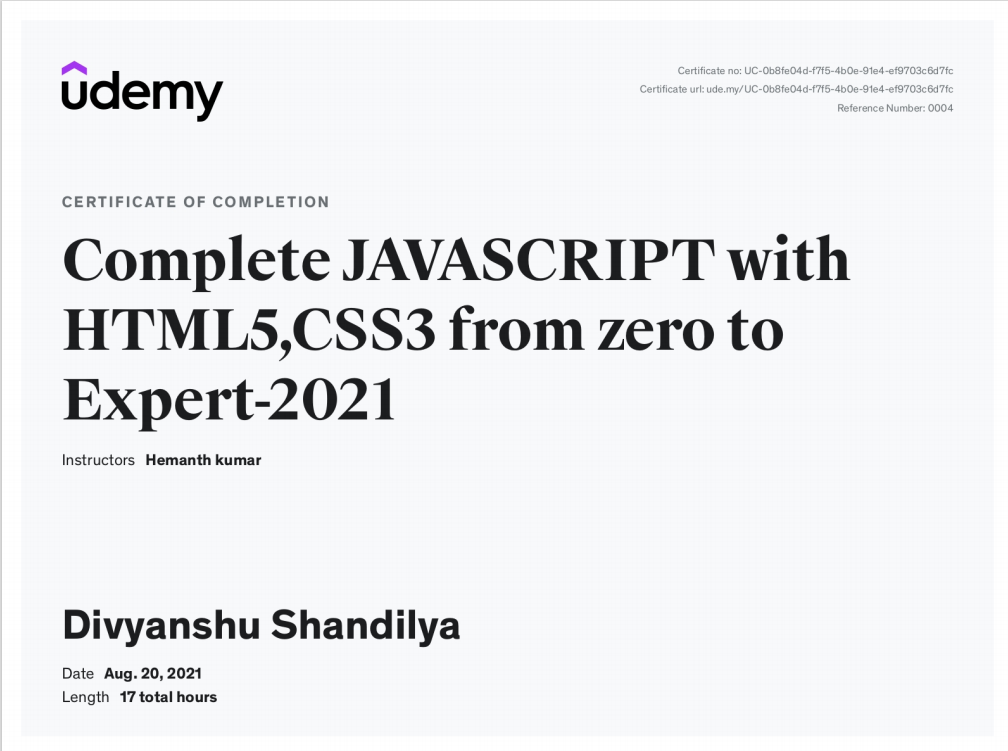 udemy
Certificate no: UC-0b8fe04d-f7f5-4b0e-91e4-ef9703c6d7fc
Certificate url: ude.my/UC-0b8fe04d-f7f5-4b0e-91e4-ef9703c6d7fc
Reference Number: 0004
CERTIFICATE OF COMPLETION
Complete JAVASCRIPT with
HTML5,CSS3 from zero to
Expert-2021
Instructors Hemanth kumar
Divyanshu Shandilya
Date Aug. 20, 2021
Length 17 total hours